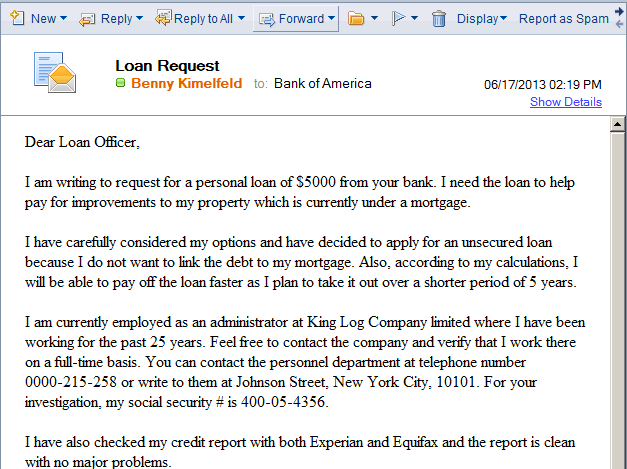 New Reply Reply to All Forward Display Report as Spam
Loan Request
Benny Kimelfeld to: Bank of America 06/17/2013 02:19 PM
Show Details
Dear Loan Officer,
I am writing to request for a personal loan of $5000 from your bank. I need the loan to help
pay for improvements to my property which is currently under a mortgage.
I have carefully considered my options and have decided to apply for an unsecured loan
because I do not want to link the debt to my mortgage. Also, according to my calculations, I
will be able to pay off the loan faster as I plan to take it out over a shorter period of 5 years.
I am currently employed as an administrator at King Log Company limited where I have been
working for the past 25 years. Feel free to contact the company and verify that I work there
on a full-time basis. You can contact the personnel department at telephone number
0000-215-258 or write to them at Johnson Street, New York City, 10101. For your
investigation, my social security # is 400-05-4356.
I have also checked my credit report with both Experian and Equifax and the report is clean
with no major problems.